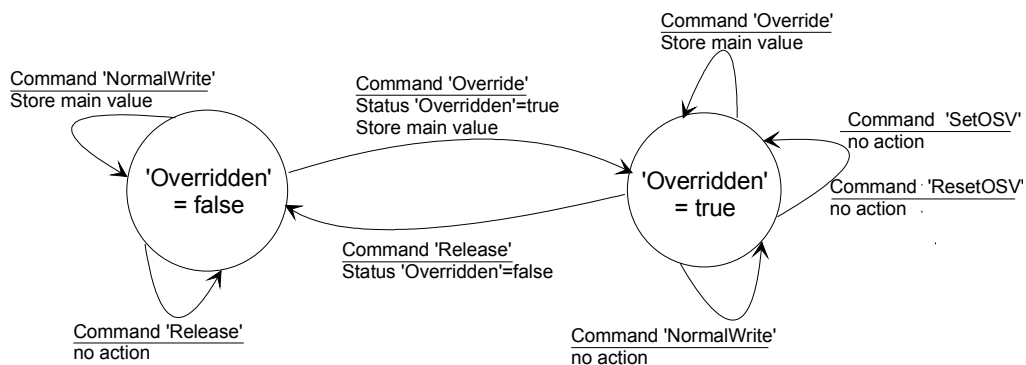 Command 'Override'
Store main value
Command 'NormalWrite'
Store main value
Command 'Override'
Status 'Overridden'=true
Store main value
Command 'SetOSV'
no action
'Overridden'
= false
'Overridden'
= true
Command 'ResetOSV'
no action
Command 'Release'
Status 'Overridden'=false
Command 'Release'
no action
Command 'NormalWrite'
no action